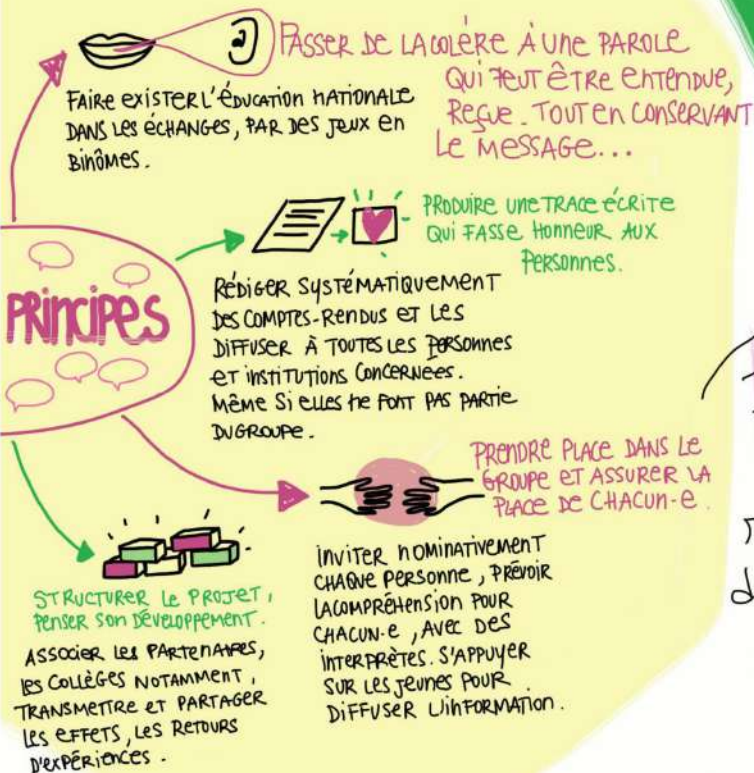 PASSER DE LA COLÈRE À UNE PAROLE
QUI PEUT ÊTRE ENTENDUE,
REÇUE. TOUT EN CONSERVANT
LE MESSAGE...
FAIRE EXISTER L'ÉDUCATION NATIONALE
DANS LES ÉCHANGES, PAR DES JEUX EN
BINÔMES.
PRINCIPES
PRODUIRE UNE TRACE ÉCRITE
QUI FASSE HONNEUR AUX
PERSONNES.
RÉDIGER SYSTÉMATIQUEMENT
DES COMPTES-RENDUS ET LES
DIFFUSER À TOUTES LES PERSONNES
ET INSTITUTIONS CONCERNEES.
MÊME SI ELLES NE FONT PAS PARTIE
DU GROUPE.
PRENDRE PLACE DANS LE
GROUPE ET ASSURER LA
PLACE DE CHACUN-E.
INVITER NOMINATIVEMENT
CHAQUE PERSONNE, PRÉVOIR
LA COMPRÉHENSION POUR
CHACUN-E, AVEC DES
INTERPRÈTES. S'APPUYER
SUR LES JEUNES POUR
DIFFUSER L'INFORMATION.
STRUCTURER LE PROJET,
PENSER SON DÉVELOPPEMENT.
ASSOCIER LES PARTENAIRES,
LES COLLÈGES NOTAMMENT,
TRANSMETTRE ET PARTAGER
LES EFFETS, LES RETOURS
D'EXPÉRIENCES.